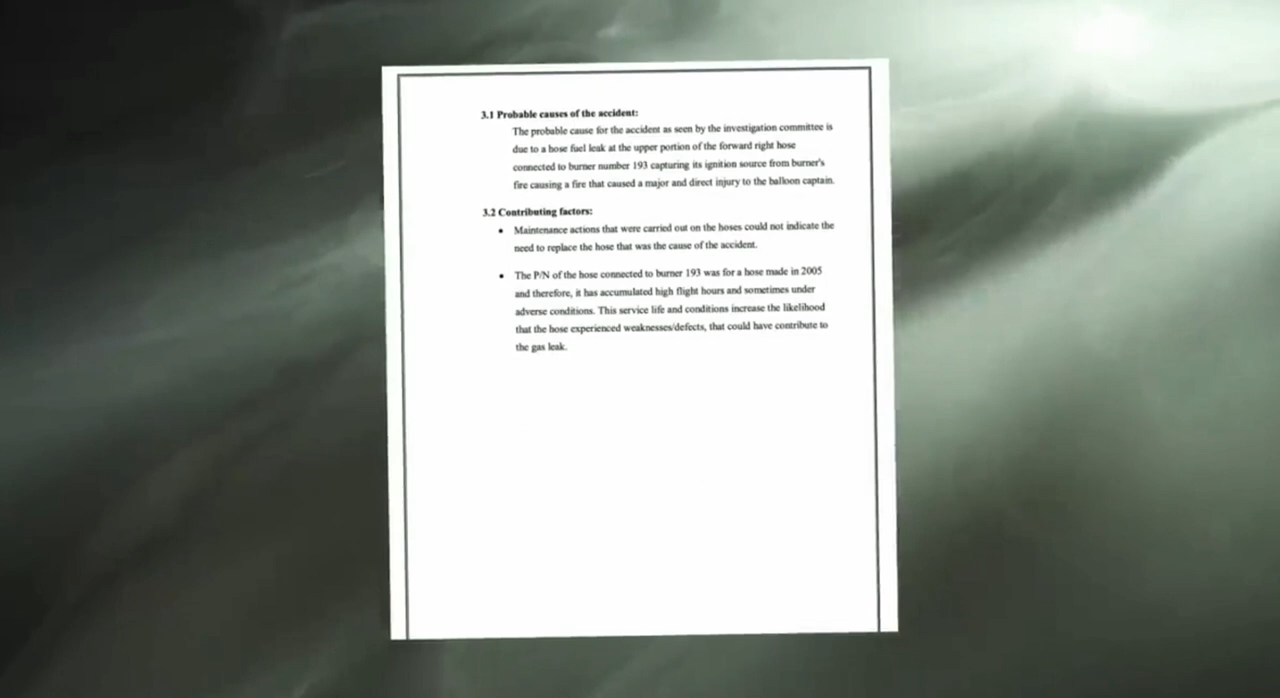 3.1 Probable causes of the accident:
The probable cause for the accident as seen by the investigation committee is
due to a hose fuel leak at the upper portion of the forward right hose
connected to burner number 193 capturing its ignition source from burner's
fire causing a fire that caused a major and direct injury to the balloon captain.
3.2 Contributing factors:
• Maintenance actions that were carried out on the hoses could not indicate the
need to replace the hose that was the cause of the accident.
• The P/N of the hose connected to burner 193 was for a hose made in 2005
and therefore, it has accumulated high flight hours and sometimes under
adverse conditions. This service life and conditions increase the likelihood
that the hose experienced weaknesses/defects, that could have contribute to
the gas leak.